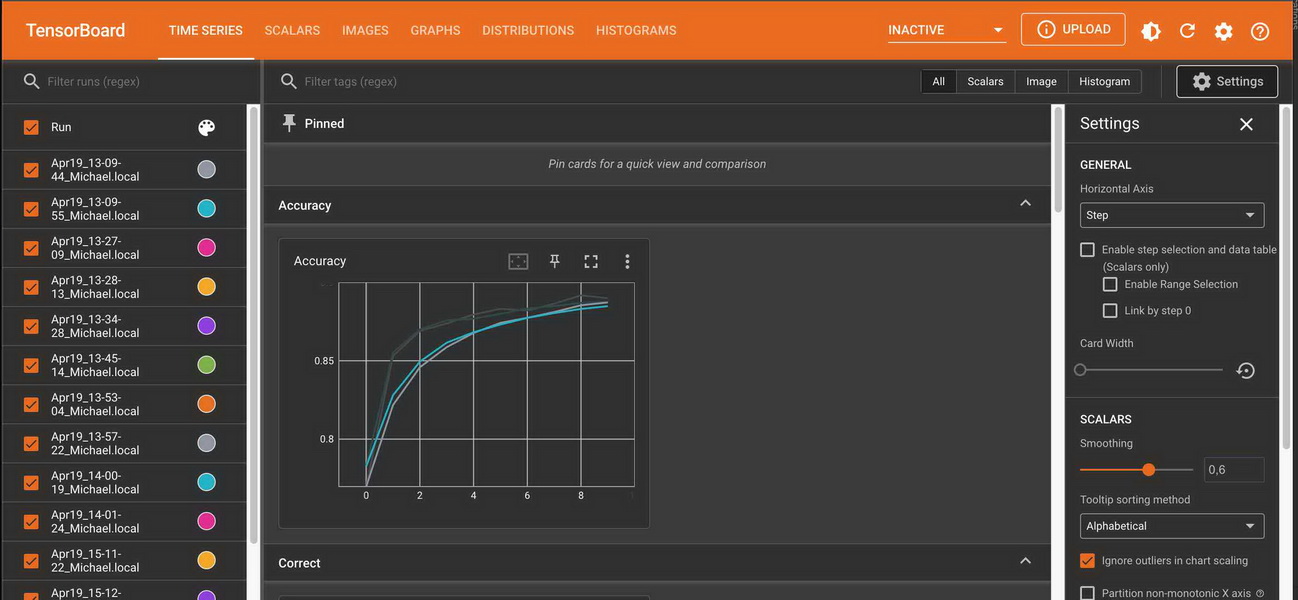 TensorBoard
TIME SERIES
SCALARS
IMAGES
GRAPHS
DISTRIBUTIONS
HISTOGRAMS
INACTIVE
UPLOAD
Filter runs (regex)
Filter tags (regex)
All
Scalars
Image
Histogram
Settings
Run
Apr19_13-09-
44_Michael.local
Apr19_13-09-
55_Michael.local
Apr19_13-27-
09_Michael.local
Apr19_13-28-
13_Michael.local
Apr19_13-34-
28_Michael.local
Apr19_13-45-
14_Michael.local
Apr19_13-53-
04_Michael.local
Apr19_13-57-
22_Michael.local
Apr19_14-00-
19_Michael.local
Apr19_14-01-
24_Michael.local
Apr19_15-11-
22_Michael.local
Apr19_15-12-
Pinned
Pin cards for a quick view and comparison
Accuracy
Accuracy
0.85
0.8
0 2 4 6 8
Correct
Settings
GENERAL
Horizontal Axis
Step
Enable step selection and data table
(Scalars only)
Enable Range Selection
Link by step 0
Card Width
SCALARS
Smoothing
0,6
Tooltip sorting method
Alphabetical
Ignore outliers in chart scaling
Partition non-monotonic X axis